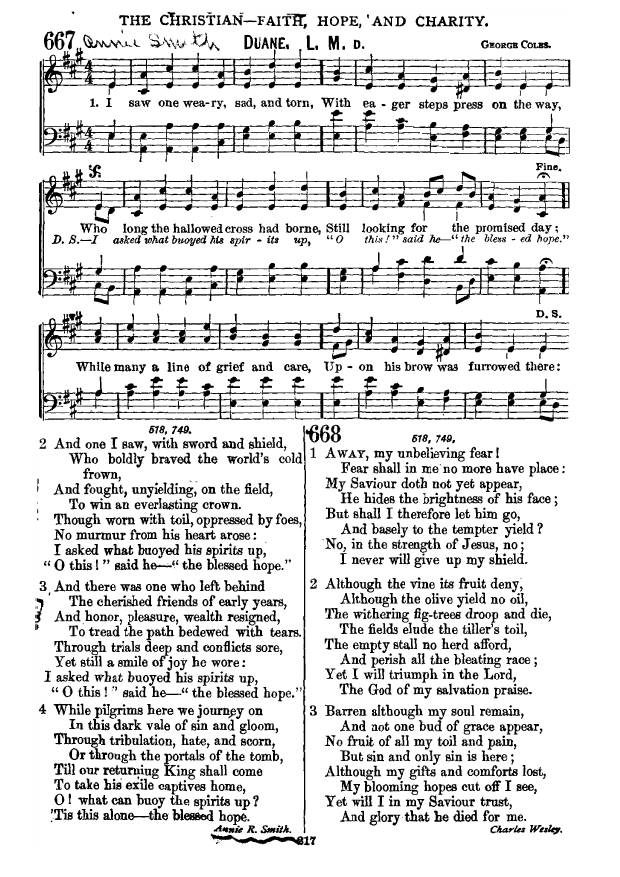 THE CHRISTIAN—FAITH, HOPE, AND CHARITY.
667 Annie Smith DUANE. L. M. D. GEORGE COLES.
1. I saw one wea-ry, sad, and torn, With ea - ger steps press on the way,
Fine.
Who long the hallowed cross had borne, Still looking for the promised day;
D. S.—I asked what buoyed his spir - its up, "O this!" said he—"the bless - ed hope."
D. S.
While many a line of grief and care, Up - on his brow was furrowed there:
518, 749.
2 And one I saw, with sword and shield,
Who boldly braved the world's cold
frown,
And fought, unyielding, on the field,
To win an everlasting crown.
Though worn with toil, oppressed by foes,
No murmur from his heart arose:
I asked what buoyed his spirits up,
"O this!" said he—"the blessed hope."
3 And there was one who left behind
The cherished friends of early years,
And honor, pleasure, wealth resigned,
To tread the path bedewed with tears.
Through trials deep and conflicts sore,
Yet still a smile of joy he wore:
I asked what buoyed his spirits up,
"O this!" said he—"the blessed hope."
4 While pilgrims here we journey on
In this dark vale of sin and gloom,
Through tribulation, hate, and scorn,
Or through the portals of the tomb,
Till our returning King shall come
To take his exile captives home,
O! what can buoy the spirits up?
'Tis this alone—the blessed hope.
Annie R. Smith.
668
518, 749.
1 AWAY, my unbelieving fear!
Fear shall in me no more have place:
My Saviour doth not yet appear,
He hides the brightness of his face;
But shall I therefore let him go,
And basely to the tempter yield?
No, in the strength of Jesus, no;
I never will give up my shield.
2 Although the vine its fruit deny,
Although the olive yield no oil,
The withering fig-trees droop and die,
The fields elude the tiller's toil,
The empty stall no herd afford,
And perish all the bleating race;
Yet I will triumph in the Lord,
The God of my salvation praise.
3 Barren although my soul remain,
And not one bud of grace appear,
No fruit of all my toil and pain,
But sin and only sin is here;
Although my gifts and comforts lost,
My blooming hopes cut off I see,
Yet will I in my Saviour trust,
And glory that he died for me.
Charles Wesley.
217